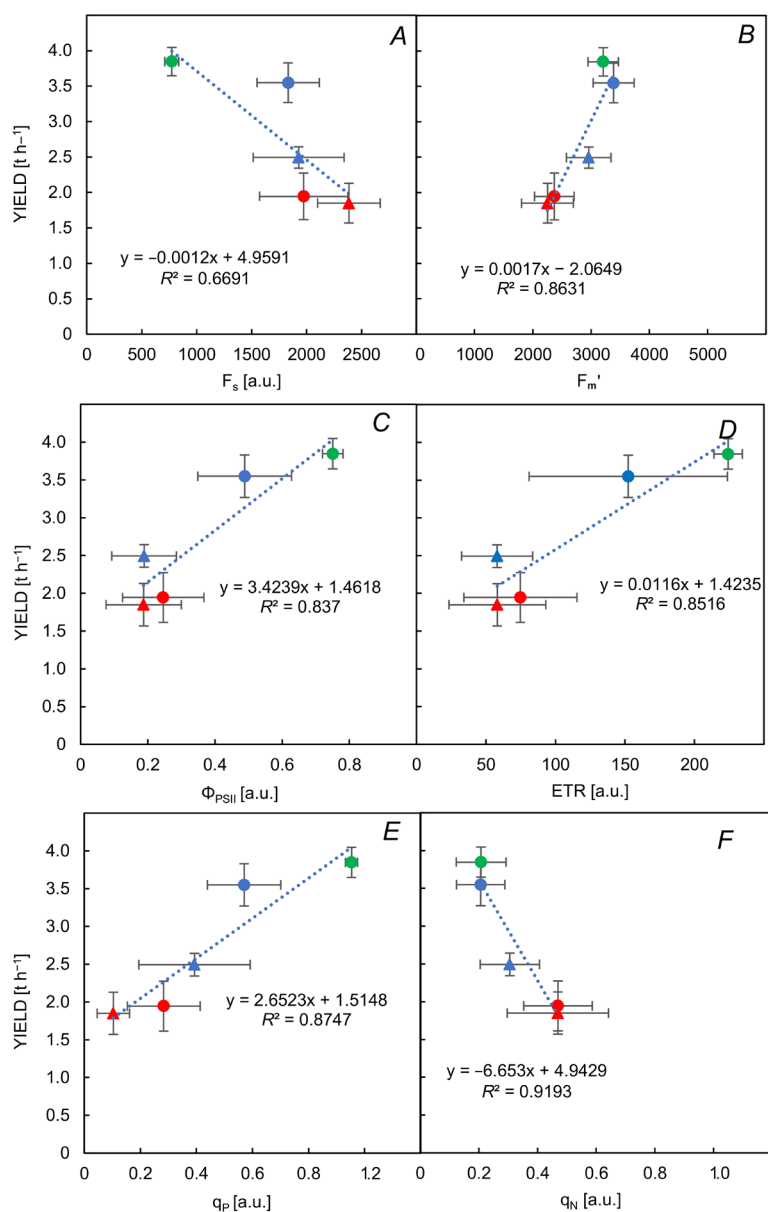 A
B
YIELD [t h⁻¹]
4.0
3.5
3.0
2.5
2.0
1.5
1.0
0.5
0
y = −0.0012x + 4.9591
R² = 0.6691
y = 0.0017x − 2.0649
R² = 0.8631
0 500 1000 1500 2000 2500
0 1000 2000 3000 4000 5000
Fₛ [a.u.]
Fₘ'
C
D
YIELD [t h⁻¹]
4.0
3.5
3.0
2.5
2.0
1.5
1.0
0.5
0
y = 3.4239x + 1.4618
R² = 0.837
y = 0.0116x + 1.4235
R² = 0.8516
0 0.2 0.4 0.6 0.8
0 50 100 150 200
ΦPSII [a.u.]
ETR [a.u.]
E
F
YIELD [t h⁻¹]
4.0
3.5
3.0
2.5
2.0
1.5
1.0
0.5
0
y = 2.6523x + 1.5148
R² = 0.8747
y = −6.653x + 4.9429
R² = 0.9193
0 0.2 0.4 0.6 0.8 1.2
0 0.2 0.4 0.6 0.8 1.0
qP [a.u.]
qN [a.u.]